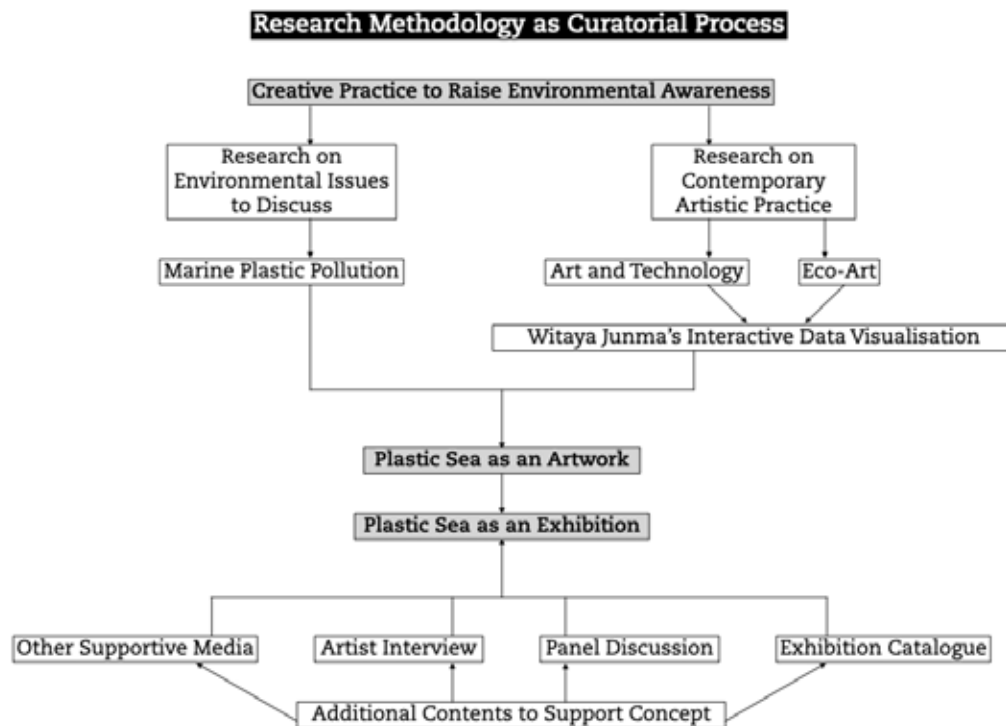 Research Methodology as Curatorial Process
Creative Practice to Raise Environmental Awareness
Research on
Environmental Issues
to Discuss
Research on
Contemporary
Artistic Practice
Marine Plastic Pollution
Art and Technology
Eco-Art
Witaya Junma's Interactive Data Visualisation
Plastic Sea as an Artwork
Plastic Sea as an Exhibition
Other Supportive Media
Artist Interview
Panel Discussion
Exhibition Catalogue
Additional Contents to Support Concept